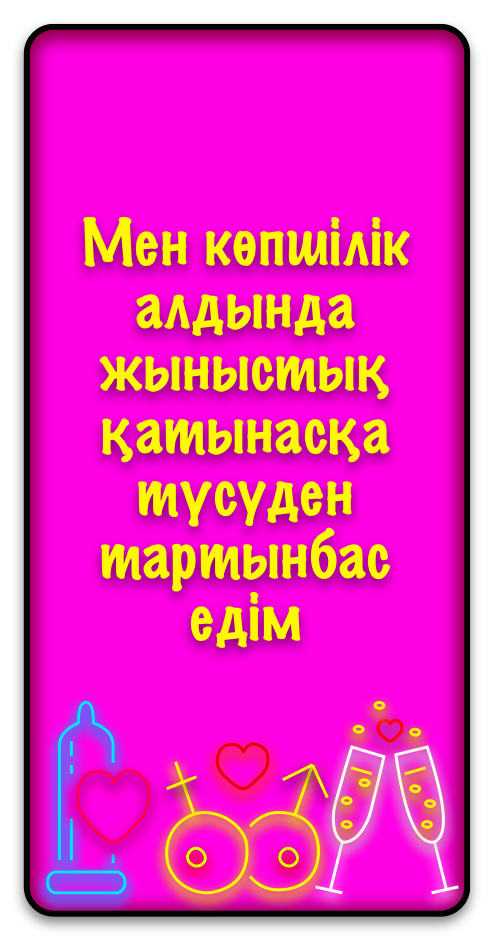 Мен көпшілік
алдында
жыныстық
қатынасқа
түсуден
тартынбас
едім